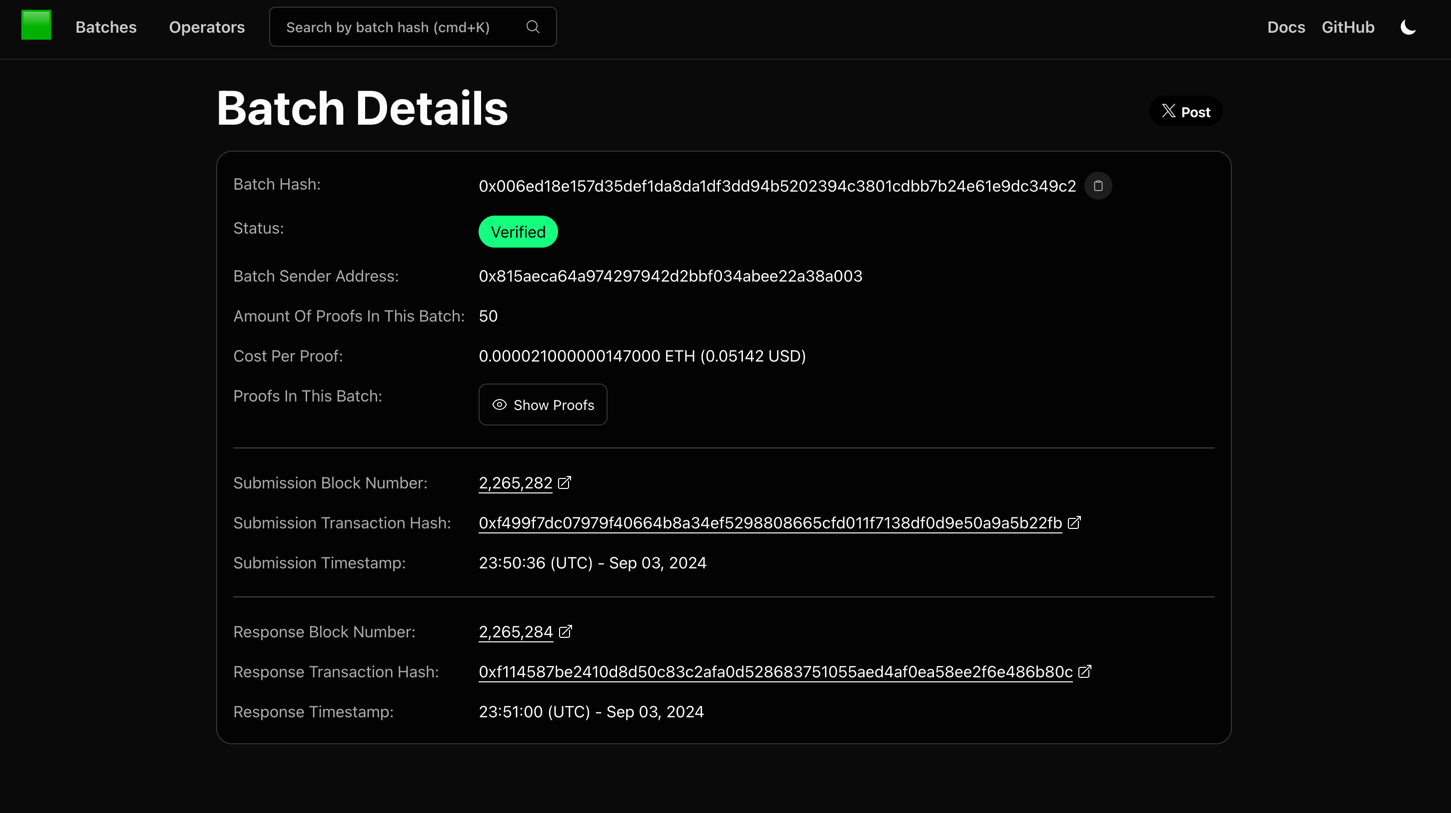 Batches Operators Search by batch hash (cmd+K) Docs GitHub
Batch Details
Post
Batch Hash: 0x006ed18e157d35def1da8da1df3dd94b5202394c3801cdbb7b24e61e9dc349c2
Status: Verified
Batch Sender Address: 0x815aeca64a974297942d2bbf034abee22a38a003
Amount Of Proofs In This Batch: 50
Cost Per Proof: 0.000021000000147000 ETH (0.05142 USD)
Proofs In This Batch: Show Proofs
Submission Block Number: 2,265,282
Submission Transaction Hash: 0xf499f7dc07979f40664b8a34ef5298808665cfd011f7138df0d9e50a9a5b22fb
Submission Timestamp: 23:50:36 (UTC) - Sep 03, 2024
Response Block Number: 2,265,284
Response Transaction Hash: 0xf114587be2410d8d50c83c2afa0d528683751055aed4af0ea58ee2f6e486b80c
Response Timestamp: 23:51:00 (UTC) - Sep 03, 2024